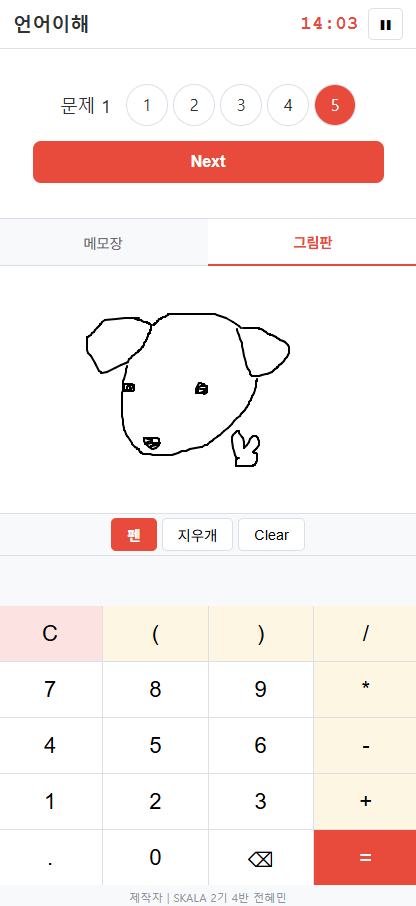 언어이해 14:03
문제 1 1 2 3 4 5
Next
메모장 그림판
펜 지우개 Clear
C ( ) /
7 8 9 *
4 5 6 -
1 2 3 +
. 0 ⌫ =
제작자 | SKALA 2기 4반 전혜민